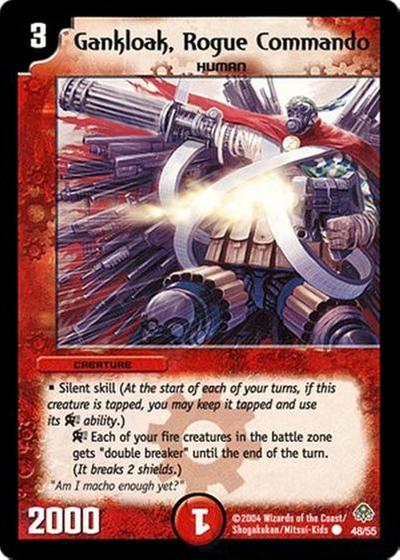 3
Gankloak, Rogue Commando
HUMAN
CREATURE
▪ Silent skill (At the start of each of your turns, if this
creature is tapped, you may keep it tapped and use
its ability.)
Each of your fire creatures in the battle zone
gets "double breaker" until the end of the turn.
(It breaks 2 shields.)
"Am I macho enough yet?"
2000
1
©2004 Wizards of the Coast/
Shogakukan/Mitsui-Kids
48/55